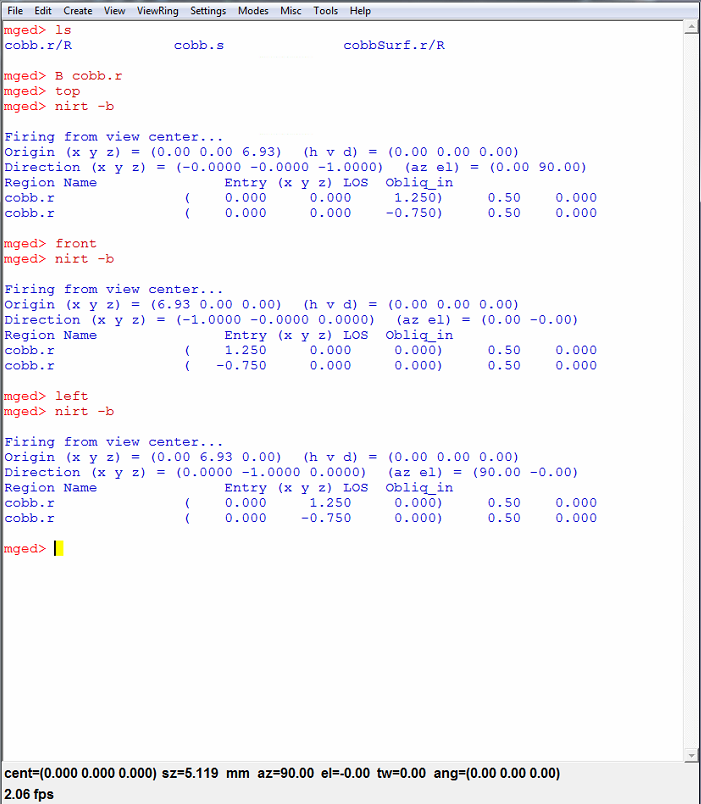 File Edit Create View ViewRing Settings Modes Misc Tools Help
mged> ls
cobb.r/R cobb.s cobbSurf.r/R
mged> B cobb.r
mged> top
mged> nirt -b
Firing from view center...
Origin (x y z) = (0.00 0.00 6.93) (h v d) = (0.00 0.00 0.00)
Direction (x y z) = (-0.0000 -0.0000 -1.0000) (az el) = (0.00 90.00)
Region Name Entry (x y z) LOS Obliq_in
cobb.r ( 0.000 0.000 1.250) 0.50 0.000
cobb.r ( 0.000 0.000 -0.750) 0.50 0.000
mged> front
mged> nirt -b
Firing from view center...
Origin (x y z) = (6.93 0.00 0.00) (h v d) = (0.00 0.00 0.00)
Direction (x y z) = (-1.0000 -0.0000 0.0000) (az el) = (0.00 -0.00)
Region Name Entry (x y z) LOS Obliq_in
cobb.r ( 1.250 0.000 0.000) 0.50 0.000
cobb.r ( -0.750 0.000 0.000) 0.50 0.000
mged> left
mged> nirt -b
Firing from view center...
Origin (x y z) = (0.00 6.93 0.00) (h v d) = (0.00 0.00 0.00)
Direction (x y z) = (0.0000 -1.0000 0.0000) (az el) = (90.00 -0.00)
Region Name Entry (x y z) LOS Obliq_in
cobb.r ( 0.000 1.250 0.000) 0.50 0.000
cobb.r ( 0.000 -0.750 0.000) 0.50 0.000
mged>
cent=(0.000 0.000 0.000) sz=5.119 mm az=90.00 el=-0.00 tw=0.00 ang=(0.00 0.00 0.00)
2.06 fps